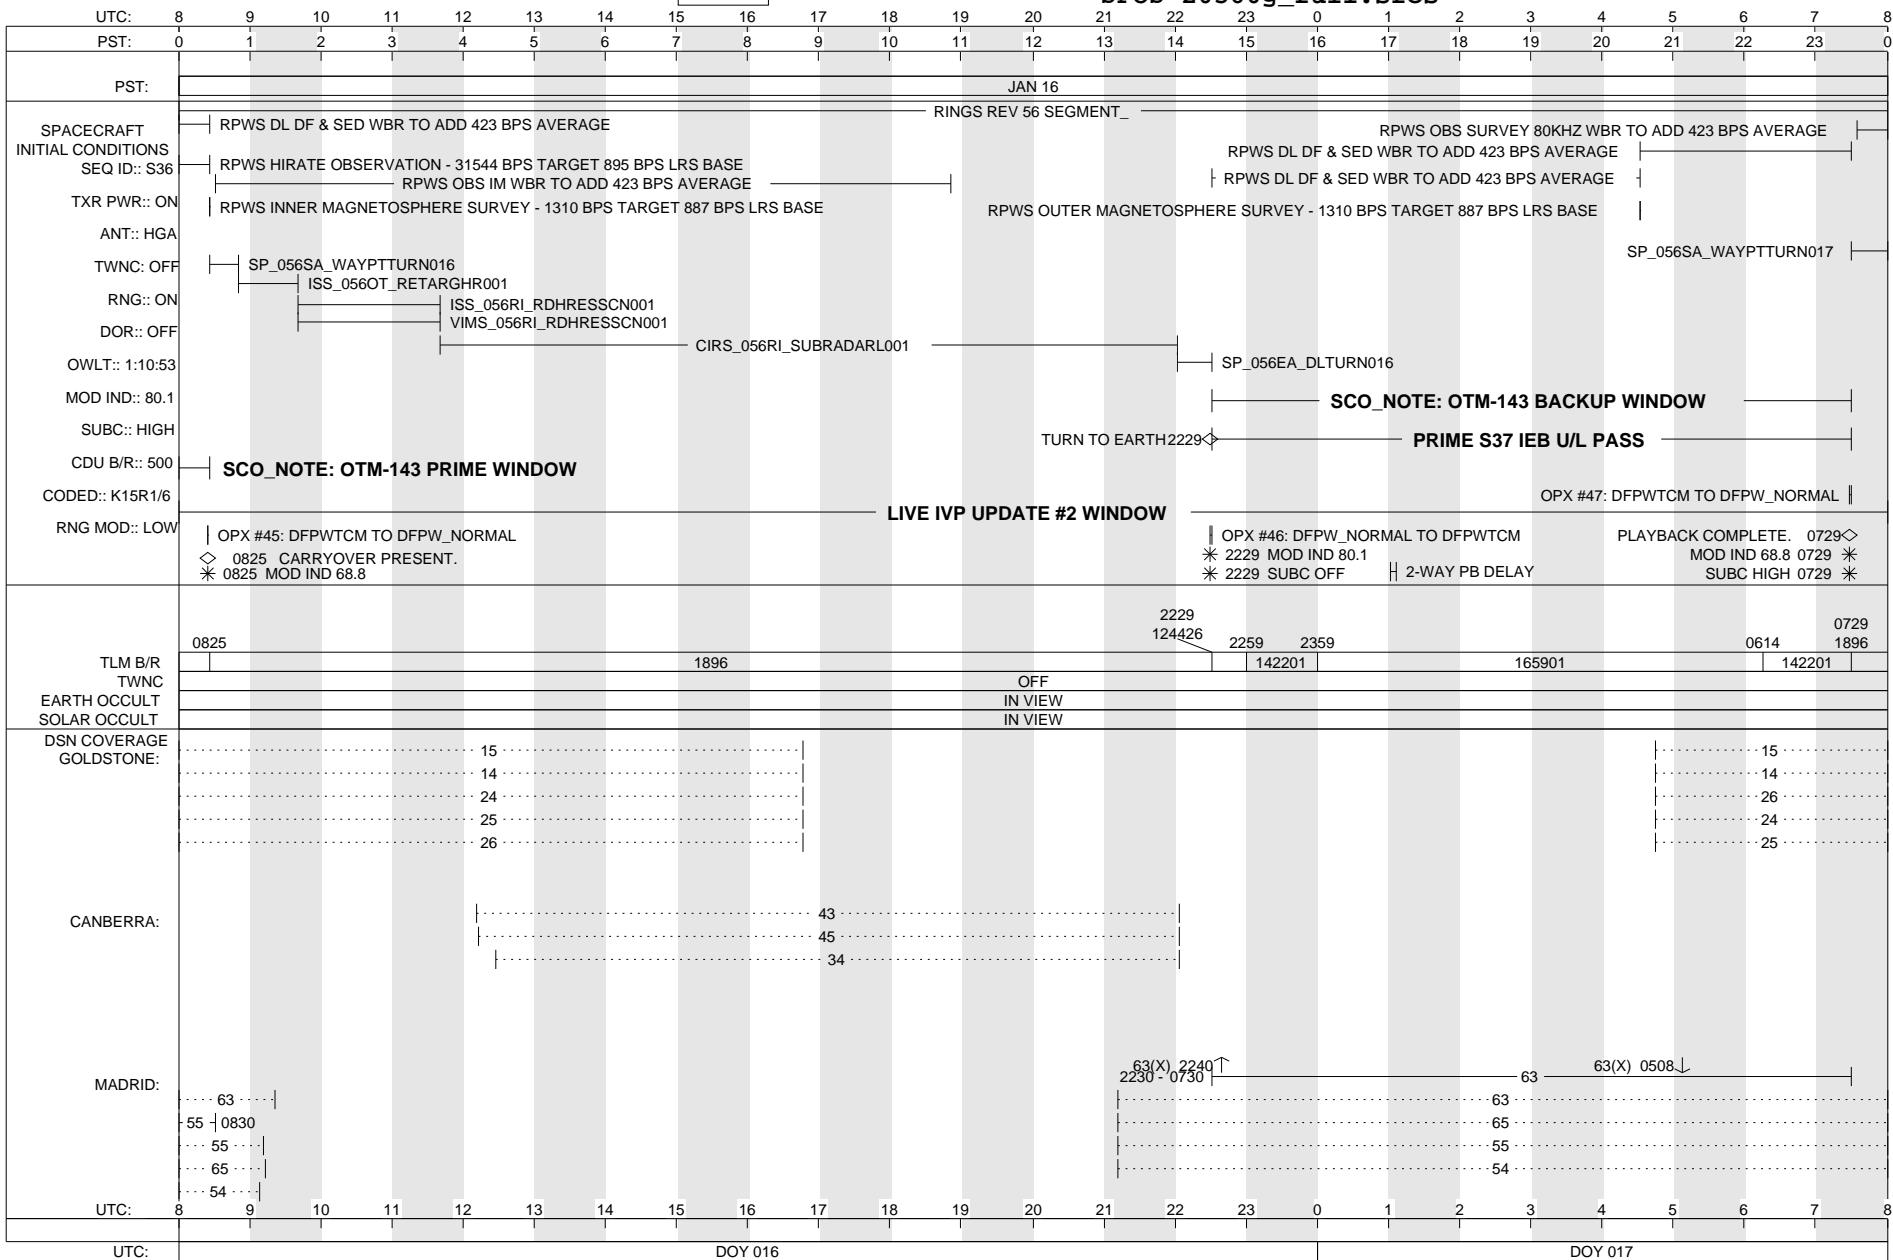 UTC: 8 9 10 11 12 13 14 15 16 17 18 19 20 21 22 23 0 1 2 3 4 5 6 7 8
PST: 0 1 2 3 4 5 6 7 8 9 10 11 12 13 14 15 16 17 18 19 20 21 22 23 0
PST: JAN 16
RINGS REV 56 SEGMENT_
SPACECRAFT
INITIAL CONDITIONS
SEQ ID:: S36
TXR PWR:: ON
ANT:: HGA
TWNC: OFF
RNG:: ON
DOR:: OFF
OWLT:: 1:10:53
MOD IND:: 80.1
SUBC:: HIGH
CDU B/R:: 500
CODED:: K15R1/6
RNG MOD:: LOW
RPWS DL DF & SED WBR TO ADD 423 BPS AVERAGE
RPWS OBS SURVEY 80KHZ WBR TO ADD 423 BPS AVERAGE
RPWS DL DF & SED WBR TO ADD 423 BPS AVERAGE
RPWS HIRATE OBSERVATION - 31544 BPS TARGET 895 BPS LRS BASE
RPWS DL DF & SED WBR TO ADD 423 BPS AVERAGE
RPWS OBS IM WBR TO ADD 423 BPS AVERAGE
RPWS INNER MAGNETOSPHERE SURVEY - 1310 BPS TARGET 887 BPS LRS BASE
RPWS OUTER MAGNETOSPHERE SURVEY - 1310 BPS TARGET 887 BPS LRS BASE
SP_056SA_WAYPTTURN017
SP_056SA_WAYPTTURN016
ISS_056OT_RETARGHR001
ISS_056RI_RDHRESSCN001
VIMS_056RI_RDHRESSCN001
CIRS_056RI_SUBRADARL001
SP_056EA_DLTURN016
SCO_NOTE: OTM-143 BACKUP WINDOW
TURN TO EARTH 2229 PRIME S37 IEB U/L PASS
SCO_NOTE: OTM-143 PRIME WINDOW
OPX #47: DFPWTCM TO DFPW_NORMAL
LIVE IVP UPDATE #2 WINDOW
OPX #45: DFPWTCM TO DFPW_NORMAL
OPX #46: DFPW_NORMAL TO DFPWTCM
PLAYBACK COMPLETE. 0729
0825 CARRYOVER PRESENT.
2229 MOD IND 80.1
MOD IND 68.8 0729
0825 MOD IND 68.8
2229 SUBC OFF
2-WAY PB DELAY
SUBC HIGH 0729
2229
124426
0729
0825 2259 2359 0614 1896
TLM B/R 1896 142201 165901 142201
TWNC OFF
EARTH OCCULT IN VIEW
SOLAR OCCULT IN VIEW
DSN COVERAGE
GOLDSTONE:
15 15
14 14
24 26
25 24
26 25
CANBERRA:
43
45
34
MADRID:
63(X) 2240 63(X) 0508
2230 - 0730 63
63 63
55 0830 65
55 55
65 54
54
UTC: 8 9 10 11 12 13 14 15 16 17 18 19 20 21 22 23 0 1 2 3 4 5 6 7 8
UTC: DOY 016 DOY 017